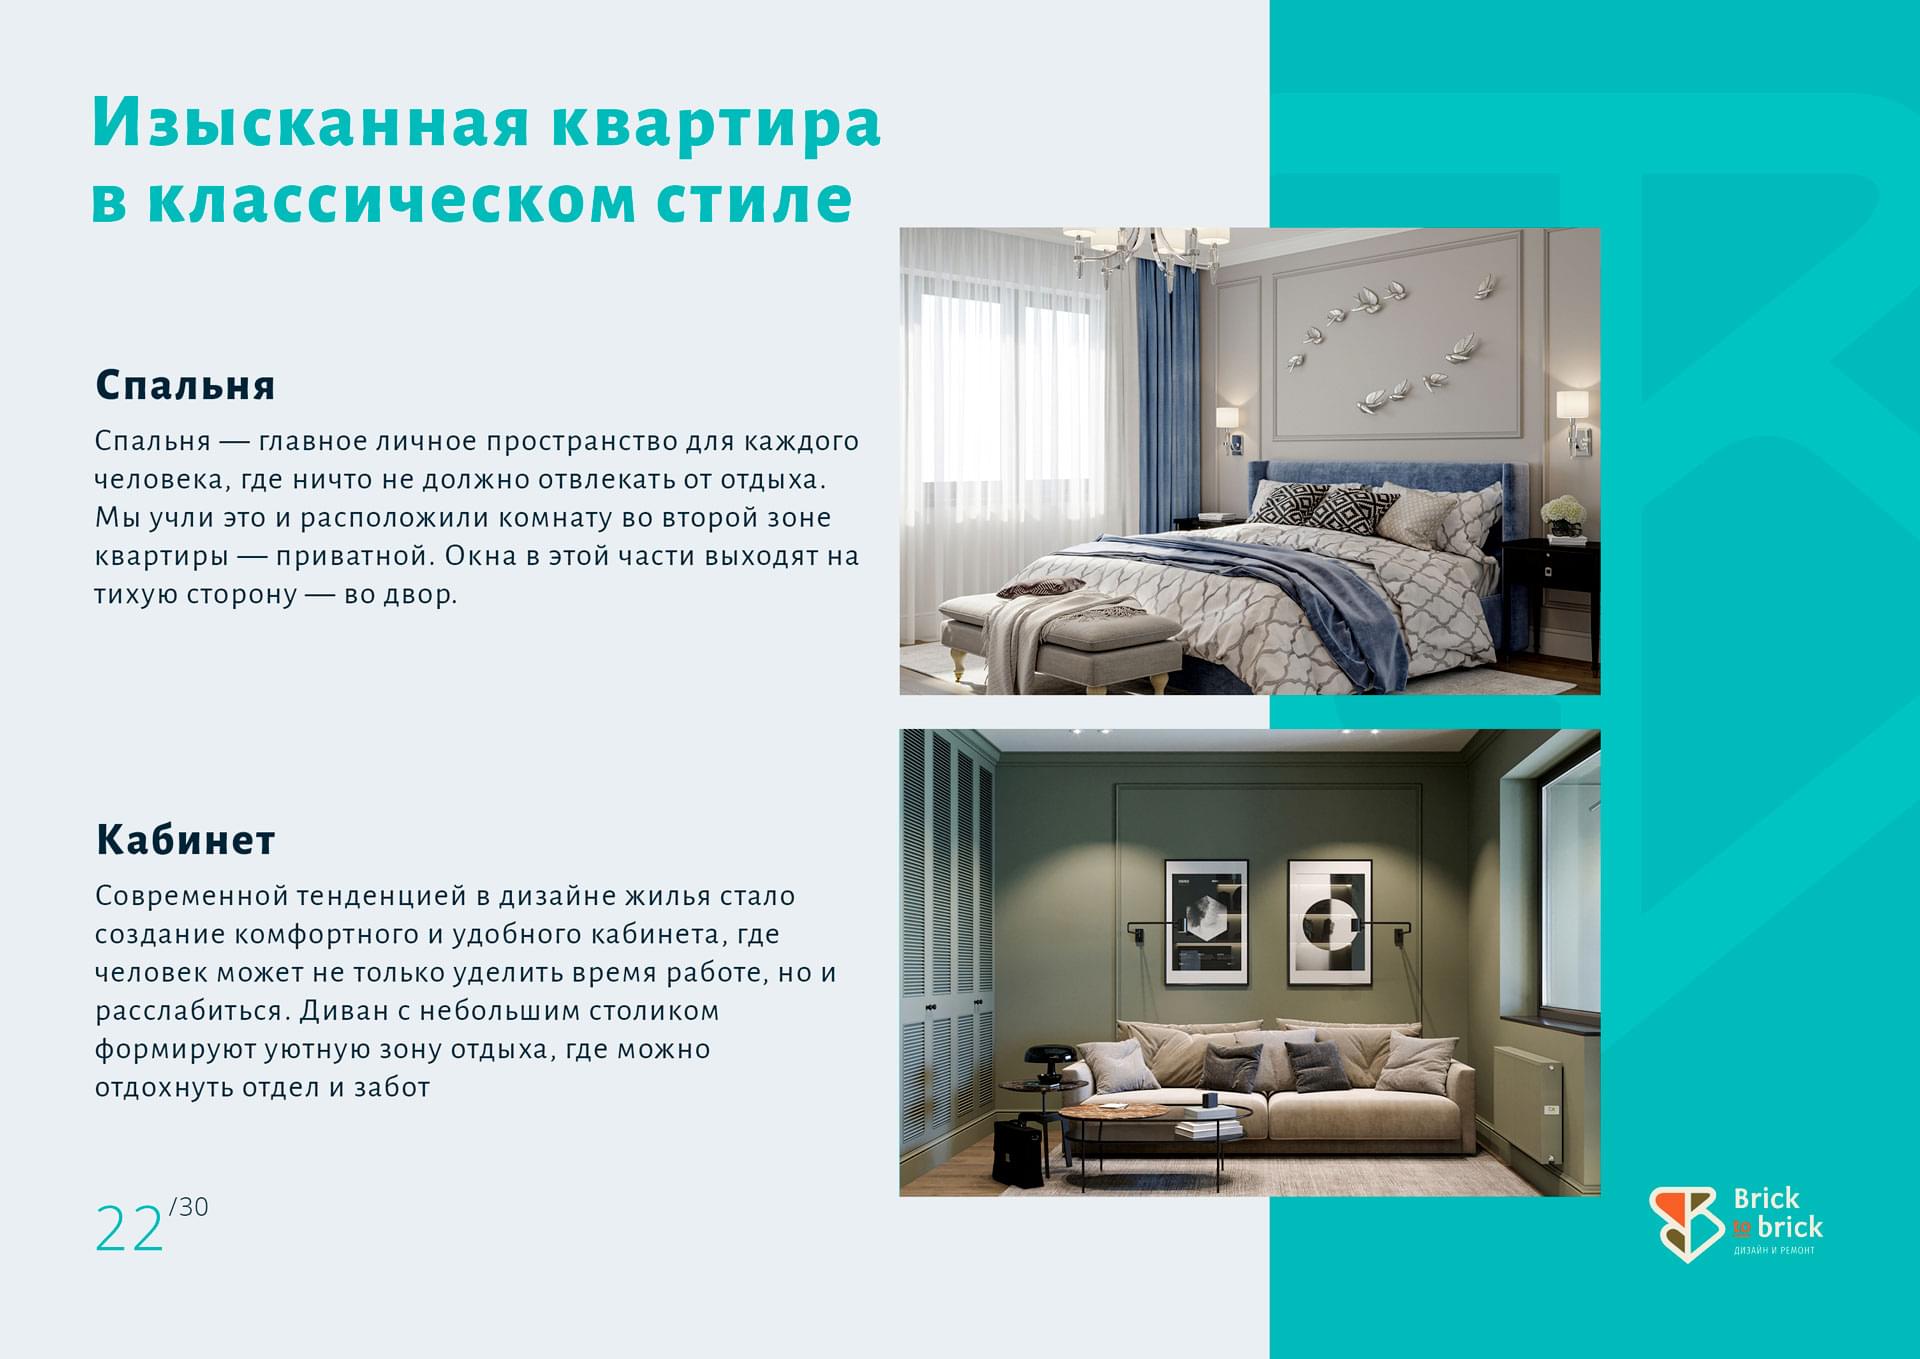 Изысканная квартира
в классическом стиле
Спальня
Спальня — главное личное пространство для каждого
человека, где ничто не должно отвлекать от отдыха.
Мы учли это и расположили комнату во второй зоне
квартиры — приватной. Окна в этой части выходят на
тихую сторону — во двор.
Кабинет
Современной тенденцией в дизайне жилья стало
создание комфортного и удобного кабинета, где
человек может не только уделить время работе, но и
расслабиться. Диван с небольшим столиком
формируют уютную зону отдыха, где можно
отдохнуть отдел и забот
22/30
Brick
to brick
ДИЗАЙН И РЕМОНТ